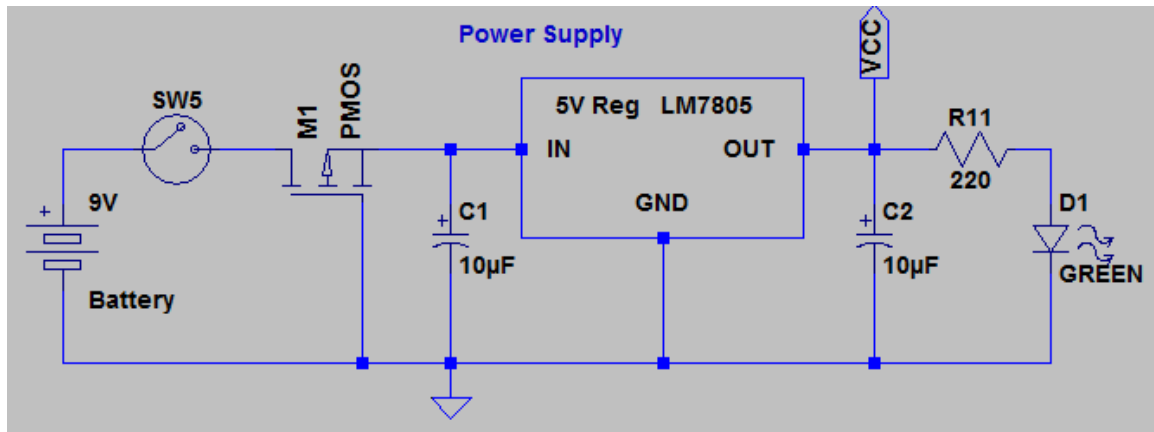 Power Supply
VCC
SW5
M1
PMOS
5V Reg LM7805
R11
IN
OUT
220
+
9V
GND
+
C1
+
C2
D1
10µF
10µF
GREEN
Battery